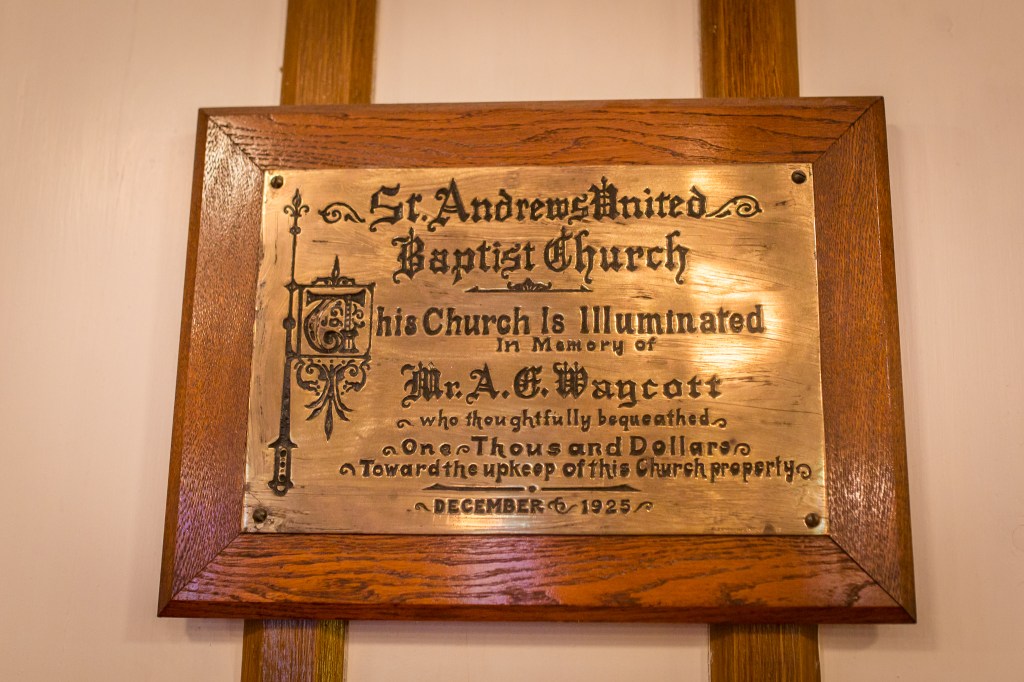 St. Andrews United
Baptist Church
This Church Is Illuminated
In Memory of
Mr. A. E. Waycott
who thoughtfully bequeathed
One Thousand Dollars
Toward the upkeep of this Church property
DECEMBER 1925